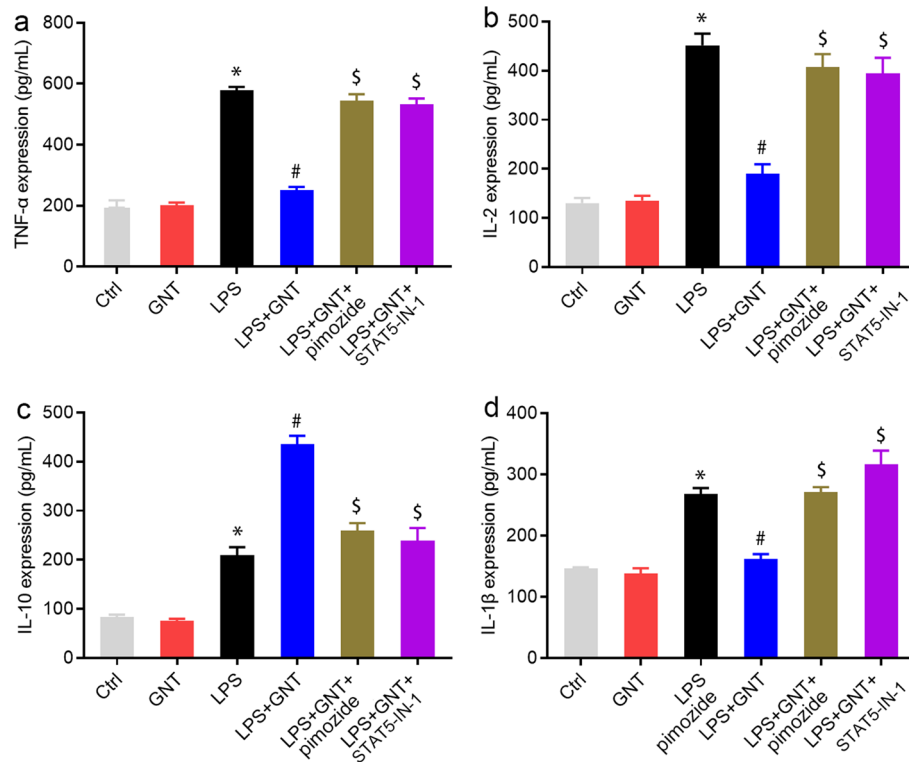 a
TNF-α expression (pg/mL)
800
600
400
200
0
*
#
$
$
Ctrl
GNT
LPS
LPS+GNT
LPS+GNT+
pimozide
LPS+GNT+
STAT5-IN-1
b
IL-2 expression (pg/mL)
500
400
300
200
100
0
*
#
$
$
Ctrl
GNT
LPS
LPS+GNT
LPS+GNT+
pimozide
LPS+GNT+
STAT5-IN-1
c
IL-10 expression (pg/mL)
500
400
300
200
100
0
*
#
$
$
Ctrl
GNT
LPS
LPS+GNT
LPS+GNT+
pimozide
LPS+GNT+
STAT5-IN-1
d
IL-1β expression (pg/mL)
400
300
200
100
0
*
#
$
$
Ctrl
GNT
LPS
pimozide
LPS+GNT
LPS+GNT+
pimozide
LPS+GNT+
STAT5-IN-1